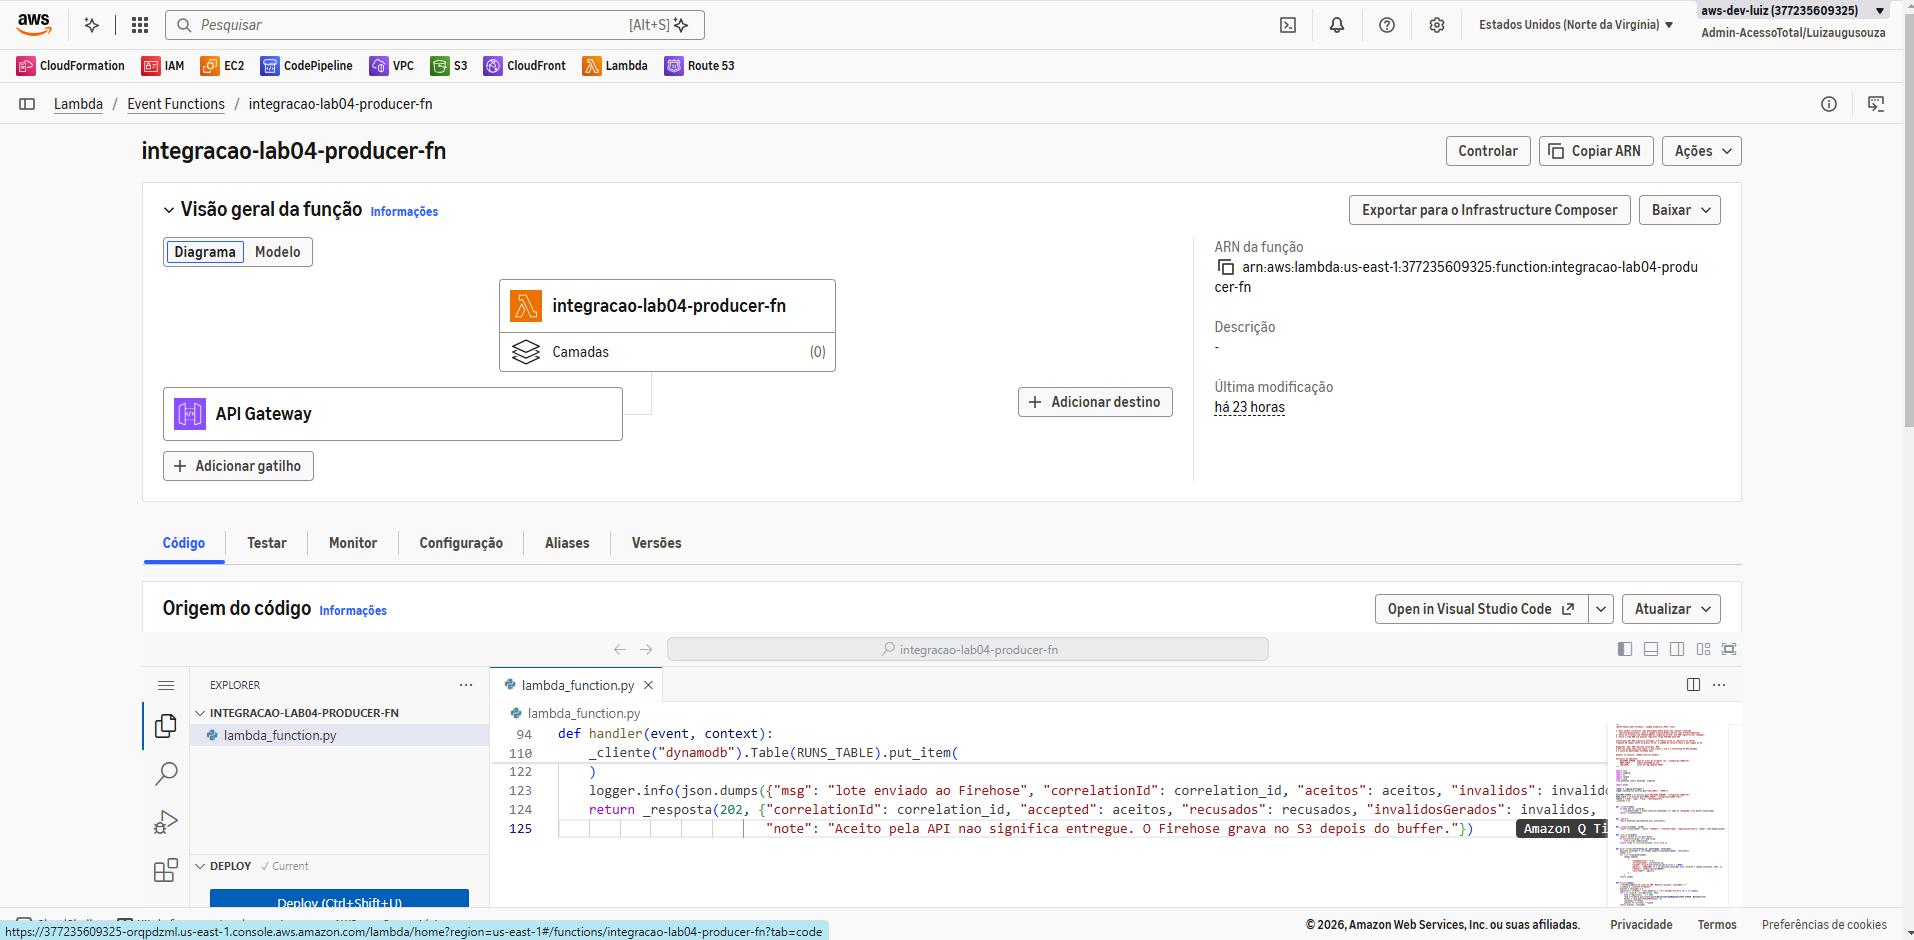 aws
Pesquisar
[Alt+S]
Estados Unidos (Norte da Virgínia)
aws-dev-luiz (377235609325)
Admin-AcessoTotal/Luizaugusouza
CloudFormation
IAM
EC2
CodePipeline
VPC
S3
CloudFront
Lambda
Route 53
Lambda / Event Functions / integracao-lab04-producer-fn
integracao-lab04-producer-fn
Controlar
Copiar ARN
Ações
Visão geral da função
Informações
Exportar para o Infrastructure Composer
Baixar
Diagrama
Modelo
integracao-lab04-producer-fn
Camadas
(0)
API Gateway
Adicionar gatilho
Adicionar destino
ARN da função
arn:aws:lambda:us-east-1:377235609325:function:integracao-lab04-produ
cer-fn
Descrição
-
Última modificação
há 23 horas
Código
Testar
Monitor
Configuração
Aliases
Versões
Origem do código
Informações
Open in Visual Studio Code
Atualizar
integracao-lab04-producer-fn
EXPLORER
INTEGRACAO-LAB04-PRODUCER-FN
lambda_function.py
lambda_function.py
lambda_function.py
94 def handler(event, context):
110 _cliente("dynamodb").Table(RUNS_TABLE).put_item(
122 )
123 logger.info(json.dumps({"msg": "lote enviado ao Firehose", "correlationId": correlation_id, "aceitos": aceitos, "invalidos": invalid
124 return _resposta(202, {"correlationId": correlation_id, "accepted": aceitos, "recusados": recusados, "invalidosGerados": invalidos,
125 "note": "Aceito pela API nao significa entregue. O Firehose grava no S3 depois do buffer."})
Amazon Q Ti
DEPLOY
Current
Deploy (Ctrl+Shift+U)
https://377235609325-orqpdzml.us-east-1.console.aws.amazon.com/lambda/home?region=us-east-1#/functions/integracao-lab04-producer-fn?tab=code
© 2026, Amazon Web Services, Inc. ou suas afiliadas.
Privacidade
Termos
Preferências de cookies